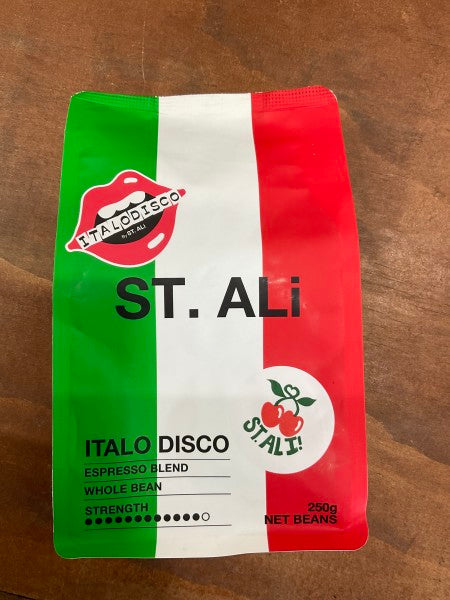 ITALODISCO
by ST. ALi
ST. ALi
ST. ALI!
ITALO DISCO
ESPRESSO BLEND
WHOLE BEAN
STRENGTH
250g
NET BEANS